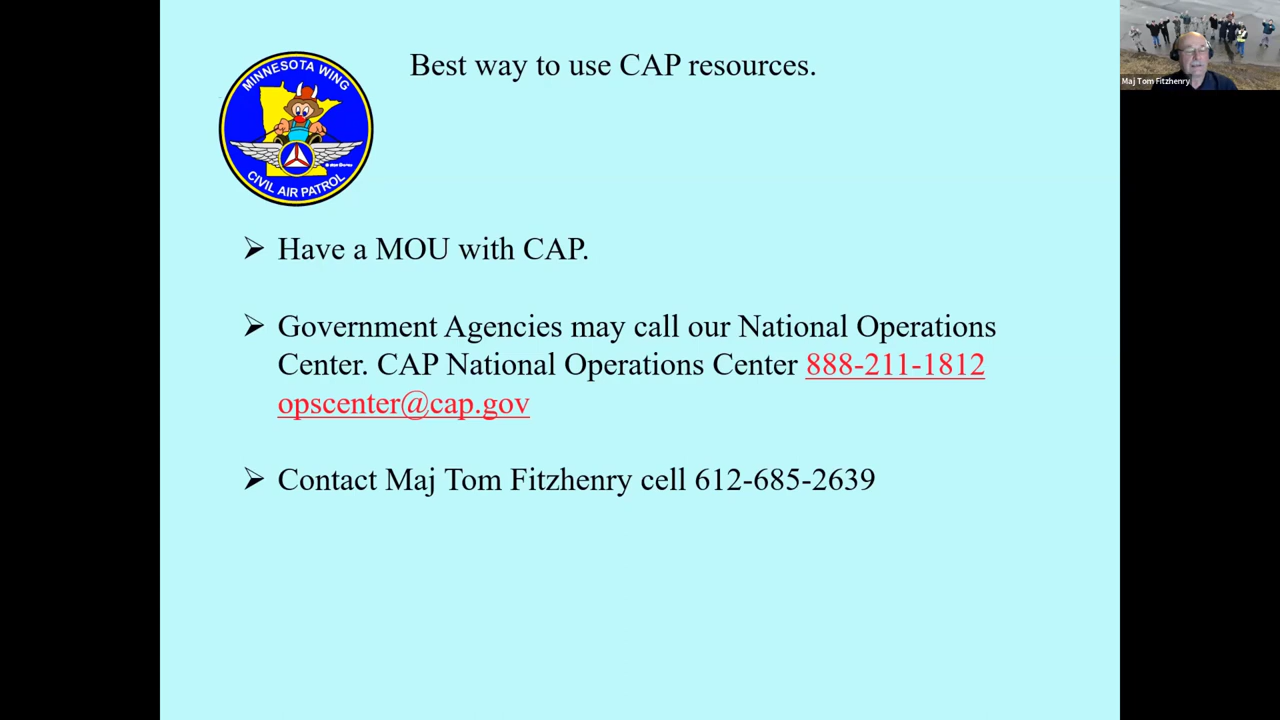 Best way to use CAP resources.
MINNESOTA WING
CIVIL AIR PATROL
➢ Have a MOU with CAP.
➢ Government Agencies may call our National Operations
Center. CAP National Operations Center 888-211-1812
opscenter@cap.gov
➢ Contact Maj Tom Fitzhenry cell 612-685-2639
Maj Tom Fitzhenry